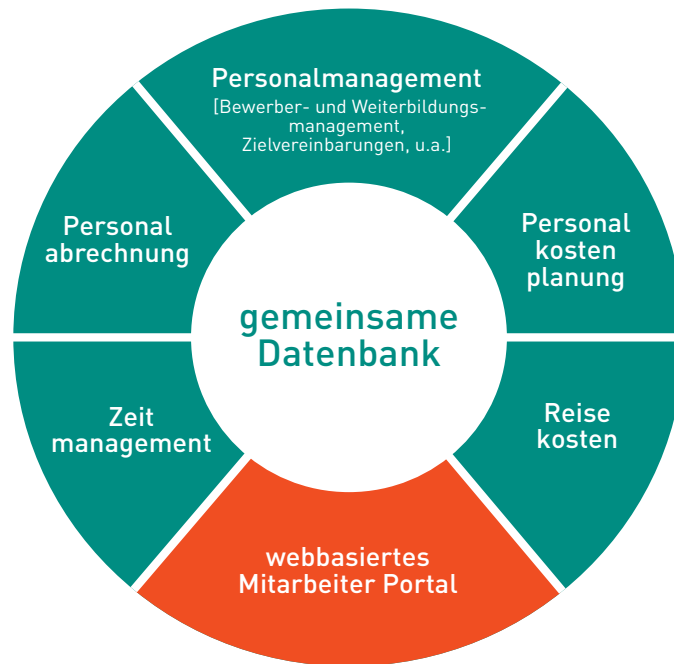 Personalmanagement
[Bewerber- und Weiterbildungs-
management,
Zielvereinbarungen, u.a.]
Personal
abrechnung
Personal
kosten
planung
gemeinsame
Datenbank
Zeit
management
Reise
kosten
webbasiertes
Mitarbeiter Portal